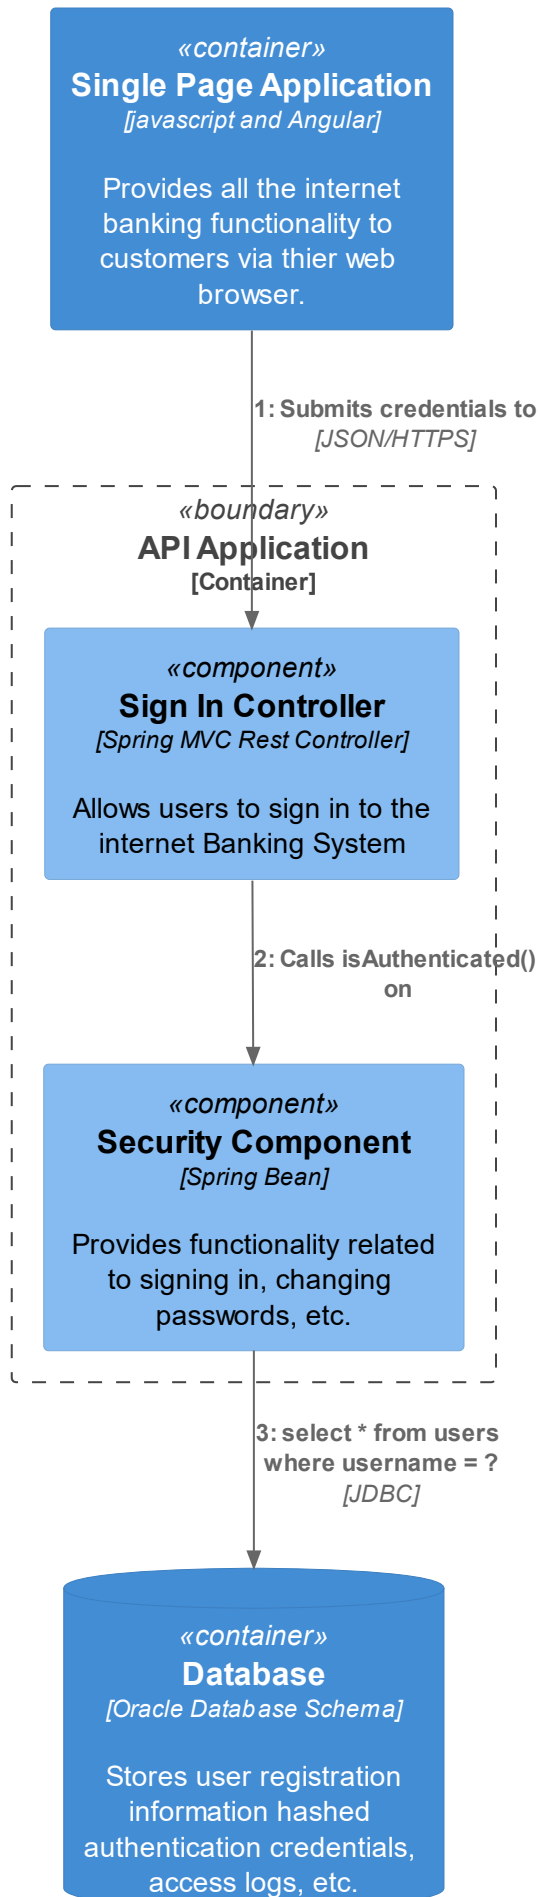 «container»
Single Page Application
[javascript and Angular]
Provides all the internet
banking functionality to
customers via thier web
browser.
1: Submits credentials to
[JSON/HTTPS]
«boundary»
API Application
[Container]
«component»
Sign In Controller
[Spring MVC Rest Controller]
Allows users to sign in to the
internet Banking System
2: Calls isAuthenticated()
on
«component»
Security Component
[Spring Bean]
Provides functionality related
to signing in, changing
passwords, etc.
3: select * from users
where username = ?
[JDBC]
«container»
Database
[Oracle Database Schema]
Stores user registration
information hashed
authentication credentials,
access logs, etc.